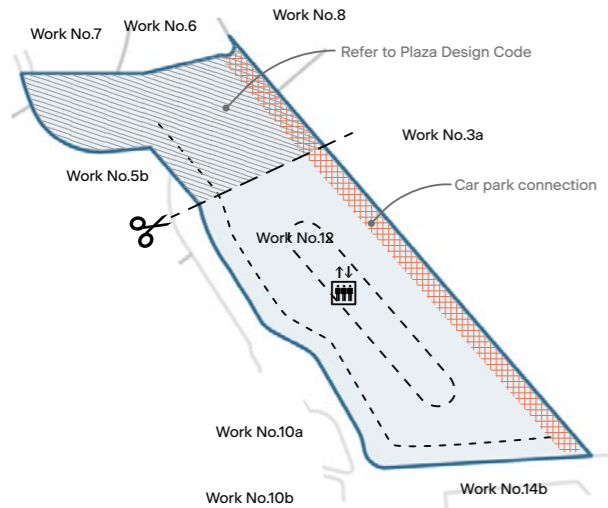 Work No.8
Work No.6
Work No.7
Refer to Plaza Design Code
Work No.3a
Work No.5b
Car park connection
Work No.12
Work No.10a
Work No.14b
Work No.10b